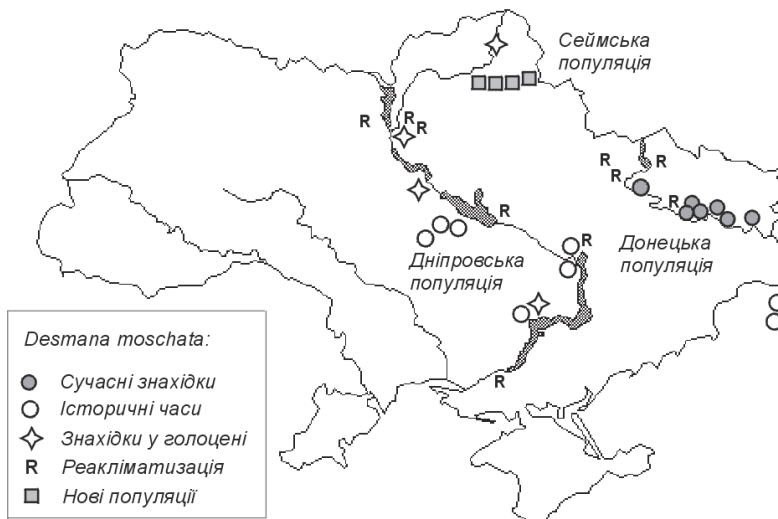 Сеймська
популяція
R
R
R
R
R
R
R
R
R
Дніпровська
популяція
Донецька
популяція
R
Desmana moschata:
Сучасні знахідки
Історичні часи
Знахідки у голоцені
R Реакліматизація
Нові популяції